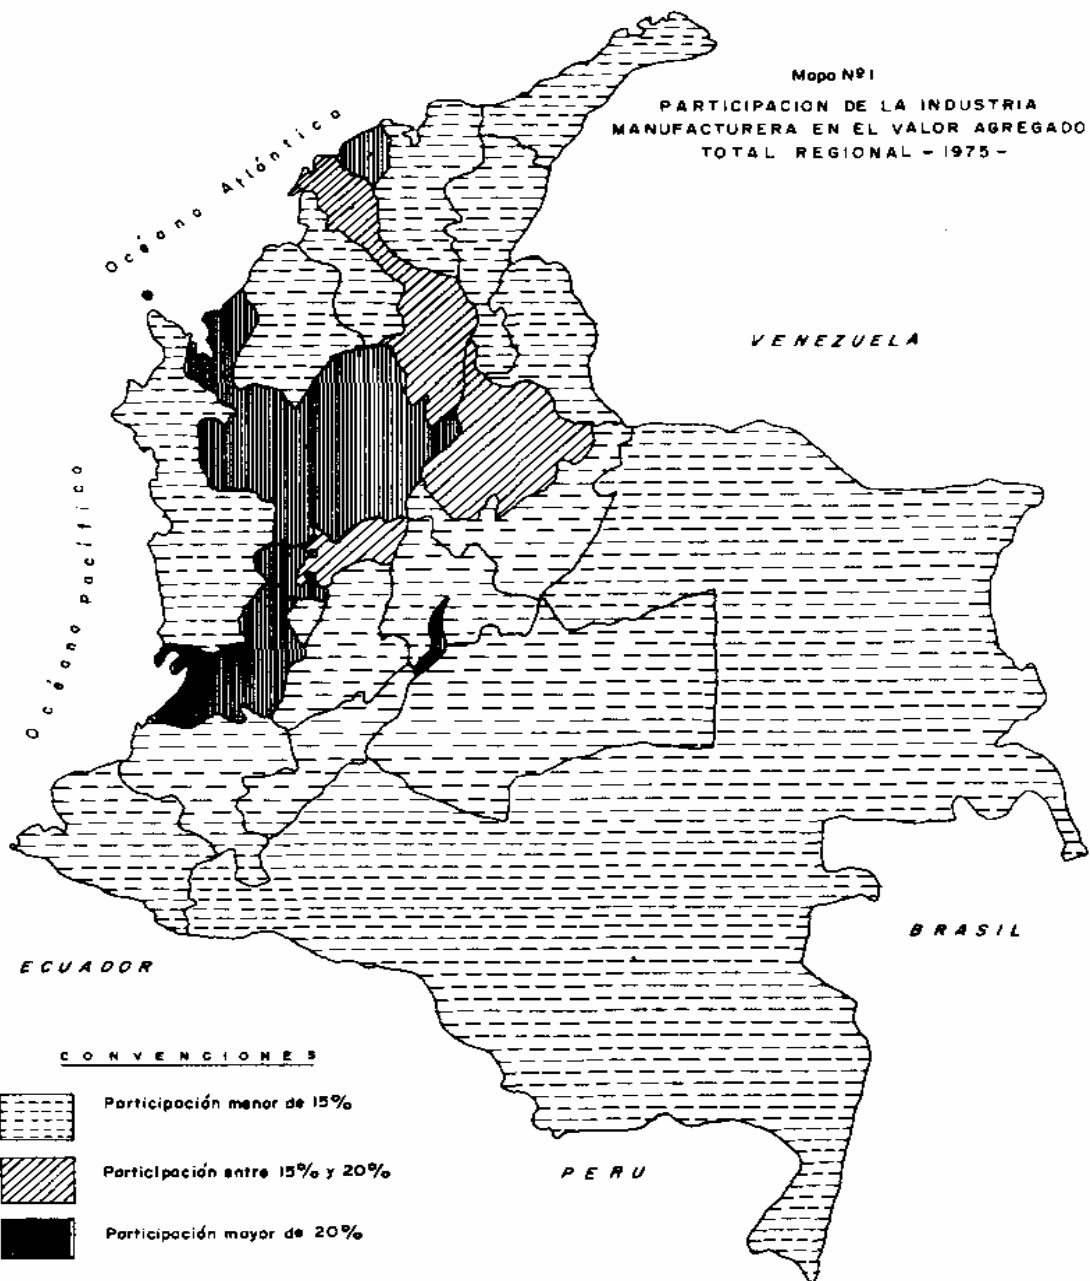 Mapa Nº 1
PARTICIPACION DE LA INDUSTRIA
MANUFACTURERA EN EL VALOR AGREGADO
TOTAL REGIONAL - 1975 -
Océano Atlántico
VENEZUELA
Océano pacífico
BRASIL
ECUADOR
CONVENCIONES
Participación menor de 15%
Participación entre 15% y 20%
PERU
Participación mayor de 20%